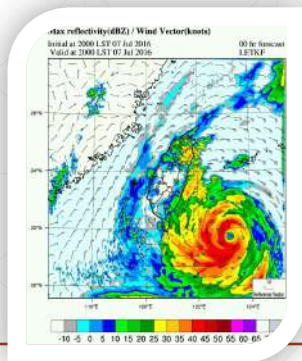 Max reflectivity(dBZ) / Wind Vector(knots)
Initial at 2000 LST 07 Jul 2016 00 hr forecast
Valid at 2000 LST 07 Jul 2016 LETKF
-10 -5 0 5 10 15 20 25 30 35 40 45 50 55 60 65